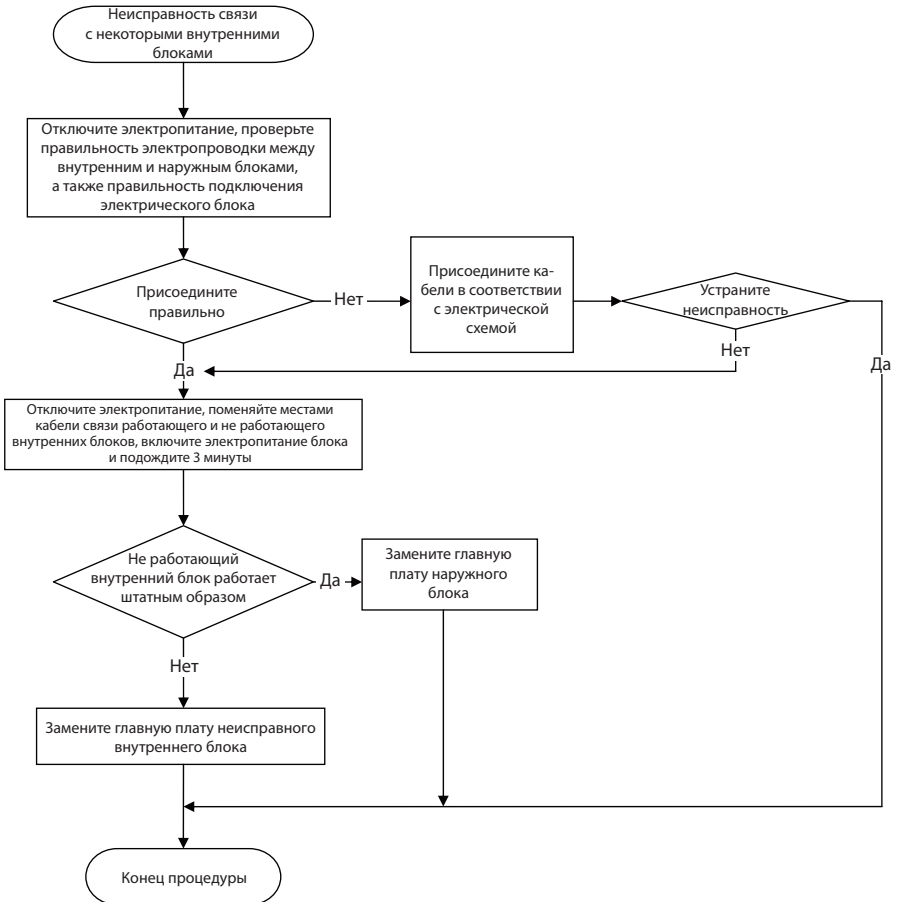 Неисправность связи
с некоторыми внутренними
блоками
Отключите электропитание, проверьте
правильность электропроводки между
внутренним и наружным блоками,
а также правильность подключения
электрического блока
Присоедините
правильно
Нет
Присоедините ка-
бели в соответствии
с электрической
схемой
Устраните
неисправность
Нет
Да
Да
Отключите электропитание, поменяйте местами
кабели связи работающего и не работающего
внутренних блоков, включите электропитание блока
и подождите 3 минуты
Не работающий
внутренний блок работает
штатным образом
Да
Замените главную
плату наружного
блока
Нет
Замените главную плату неисправного
внутреннего блока
Конец процедуры